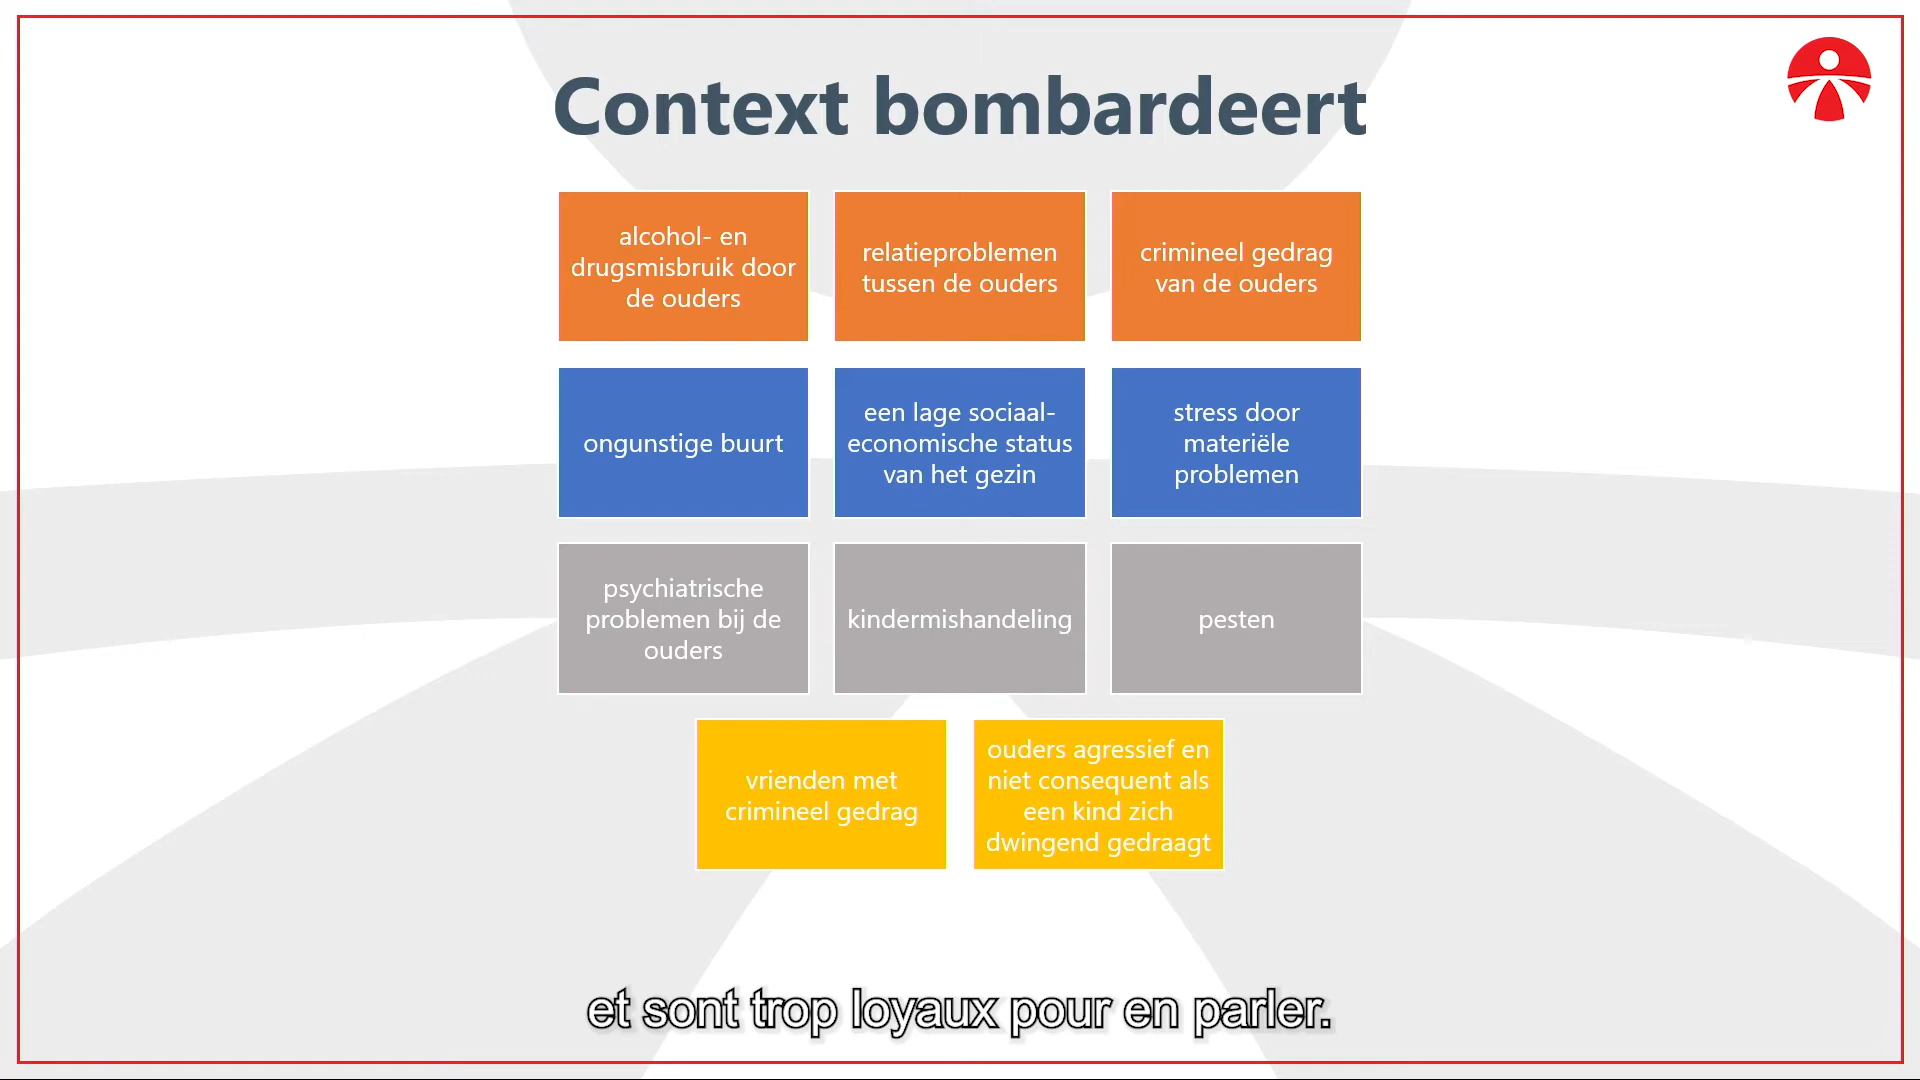 Context bombardeert
alcohol- en
drugsmisbruik door
de ouders
relatieproblemen
tussen de ouders
crimineel gedrag
van de ouders
ongunstige buurt
een lage sociaal-
economische status
van het gezin
stress door
materiële
problemen
psychiatrische
problemen bij de
ouders
kindermishandeling
pesten
vrienden met
crimineel gedrag
ouders agressief en
niet consequent als
een kind zich
dwingend gedraagt
et sont trop loyaux pour en parler.